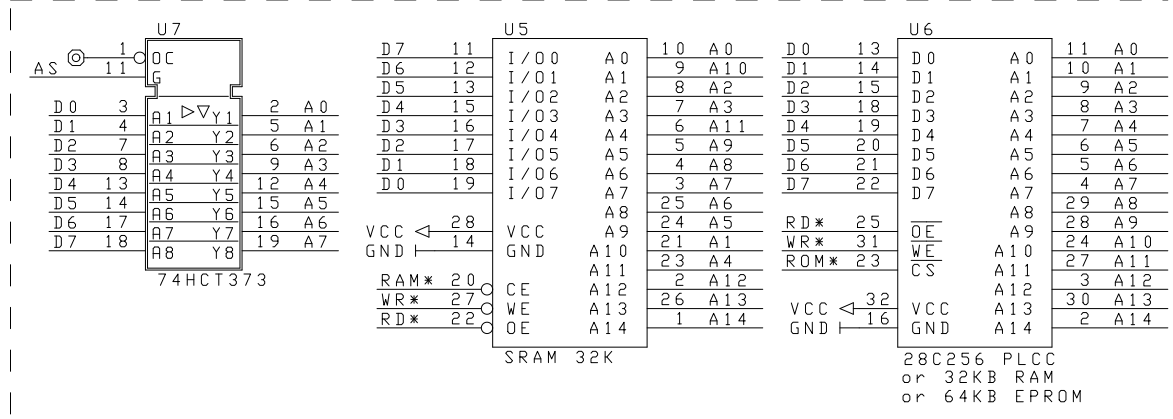 U7
1 OC
AS 11 G
D0 3 A1 Y1 2 A0
D1 4 A2 Y2 5 A1
D2 7 A3 Y3 6 A2
D3 8 A4 Y4 9 A3
D4 13 A5 Y5 12 A4
D5 14 A6 Y6 15 A5
D6 17 A7 Y7 16 A6
D7 18 A8 Y8 19 A7
74HCT373
U5
D7 11 I/O0 A0 10 A0
D6 12 I/O1 A1 9 A10
D5 13 I/O2 A2 8 A2
D4 15 I/O3 A3 7 A3
D3 16 I/O4 A4 6 A11
D2 17 I/O5 A5 5 A9
D1 18 I/O6 A6 4 A8
D0 19 I/O7 A7 3 A7
A8 25 A6
VCC 28 VCC A9 24 A5
GND 14 GND A10 21 A1
A11 23 A4
RAM* 20 CE A12 2 A12
WR* 27 WE A13 26 A13
RD* 22 OE A14 1 A14
SRAM 32K
U6
D0 13 D0 A0 11 A0
D1 14 D1 A1 10 A1
D2 15 D2 A2 9 A2
D3 18 D3 A3 8 A3
D4 19 D4 A4 7 A4
D5 20 D5 A5 6 A5
D6 21 D6 A6 5 A6
D7 22 D7 A7 4 A7
A8 29 A8
RD* 25 OE A9 28 A9
WR* 31 WE A10 24 A10
ROM* 23 CS A11 27 A11
A12 3 A12
VCC 32 VCC A13 30 A13
GND 16 GND A14 2 A14
28C256 PLCC
or 32KB RAM
or 64KB EPROM